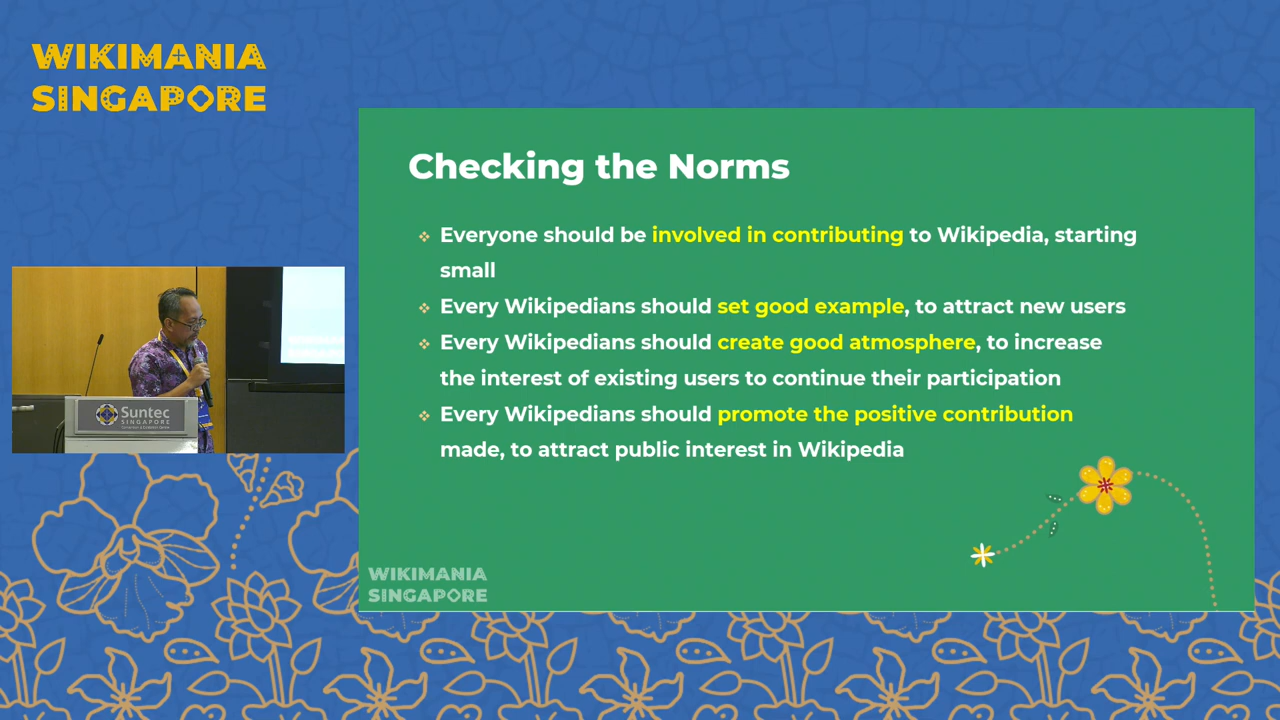 WIKIMANIA
SINGAPORE
Checking the Norms
Everyone should be involved in contributing to Wikipedia, starting
small
Every Wikipedians should set good example, to attract new users
Every Wikipedians should create good atmosphere, to increase
the interest of existing users to continue their participation
Every Wikipedians should promote the positive contribution
made, to attract public interest in Wikipedia
Suntec
SINGAPORE
WIKIMANIA
SINGAPORE